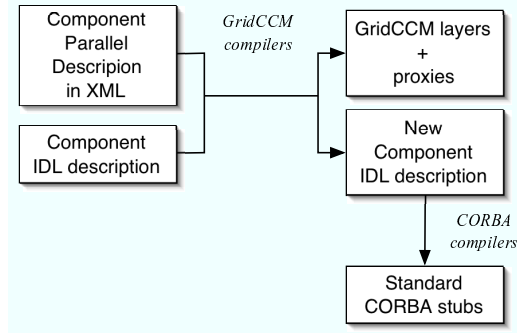 Component
Parallel
Descripion
in XML
GridCCM
compilers
GridCCM layers
+
proxies
Component
IDL description
New
Component
IDL description
CORBA
compilers
Standard
CORBA stubs